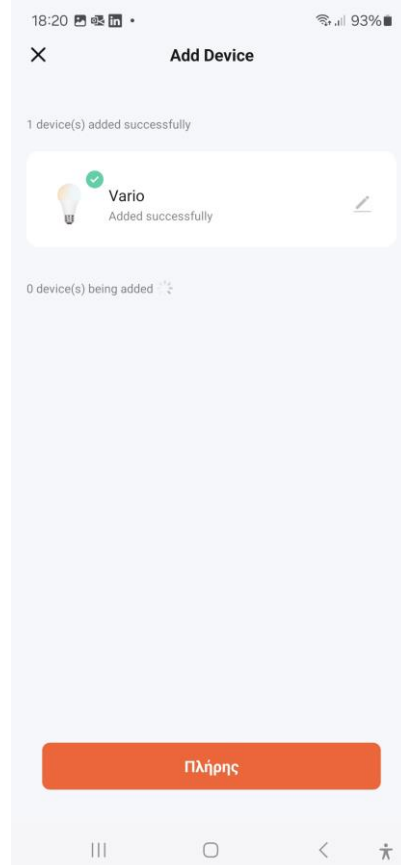 18:20 93%
Add Device
1 device(s) added successfully
Vario
Added successfully
0 device(s) being added
Πλήρης